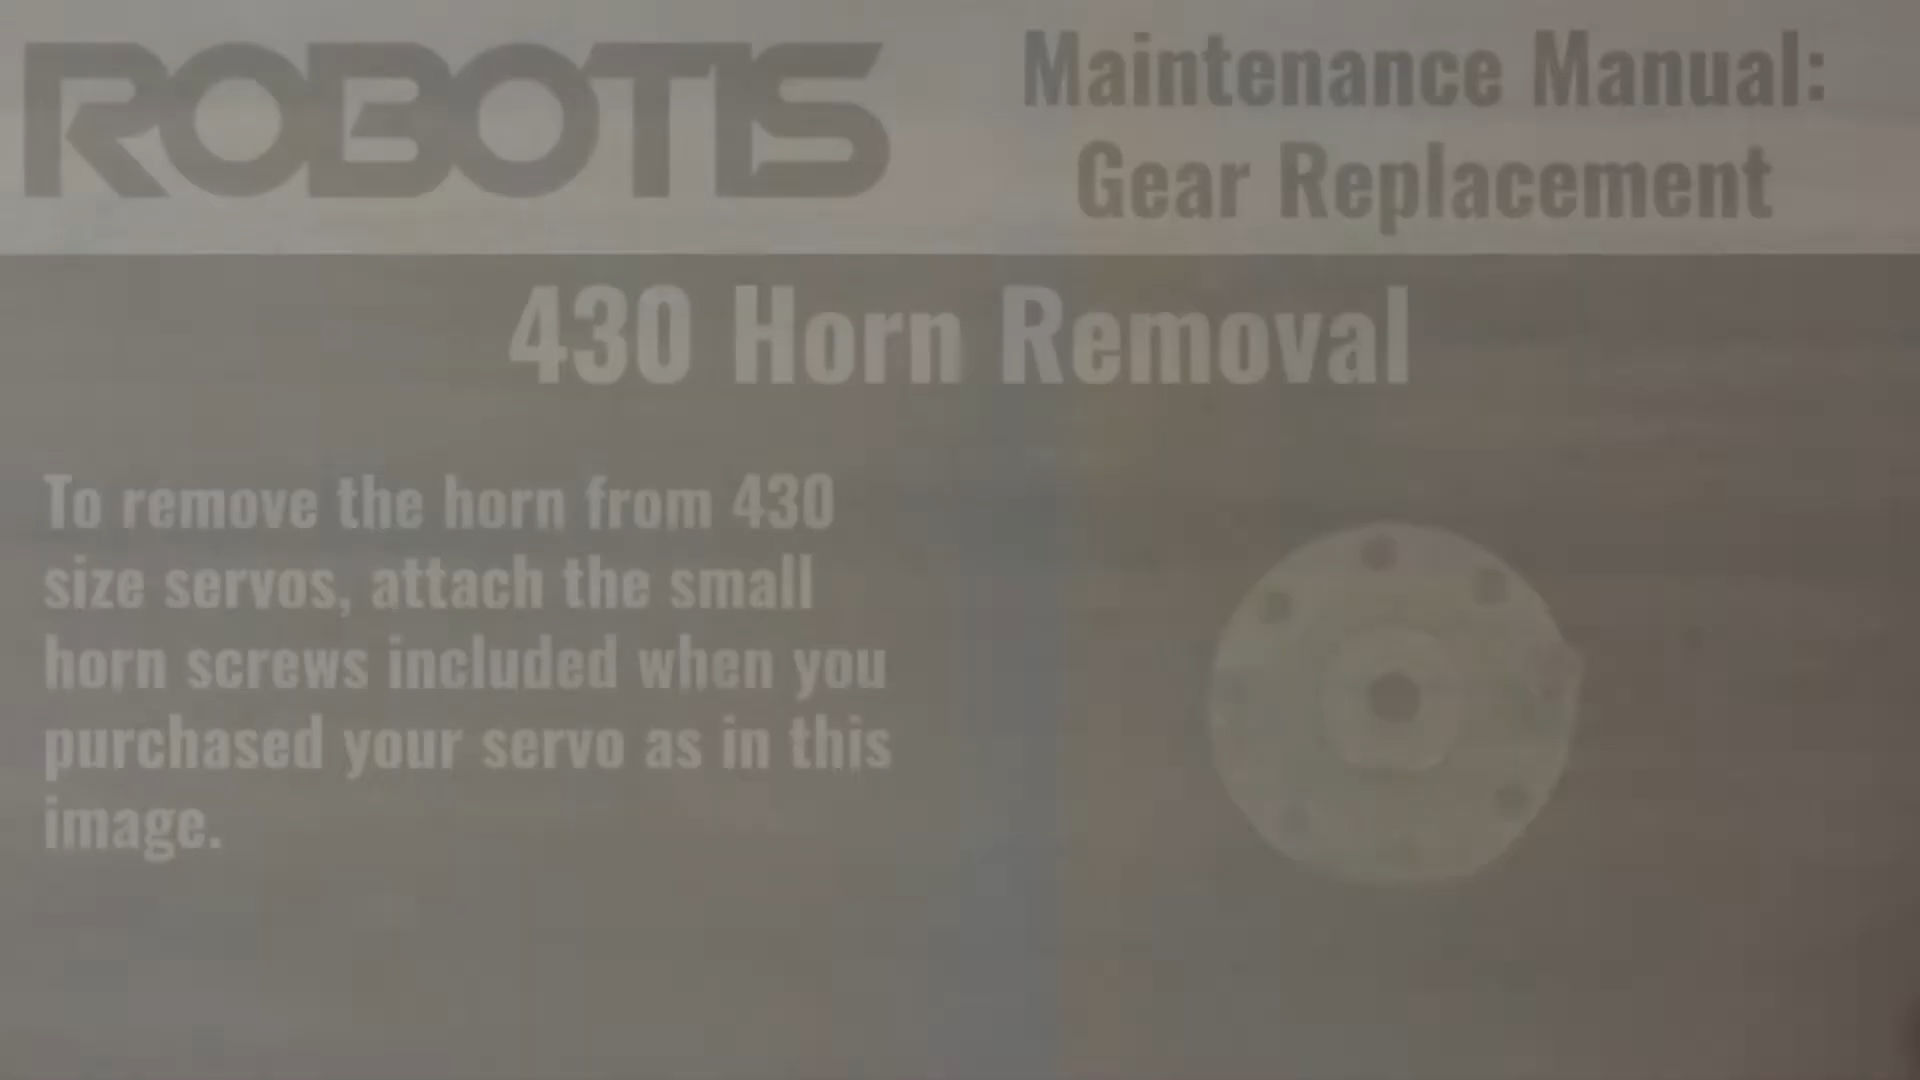 ROBOTIS
Maintenance Manual:
Gear Replacement
430 Horn Removal
To remove the horn from 430
size servos, attach the small
horn screws included when you
purchased your servo as in this
image.